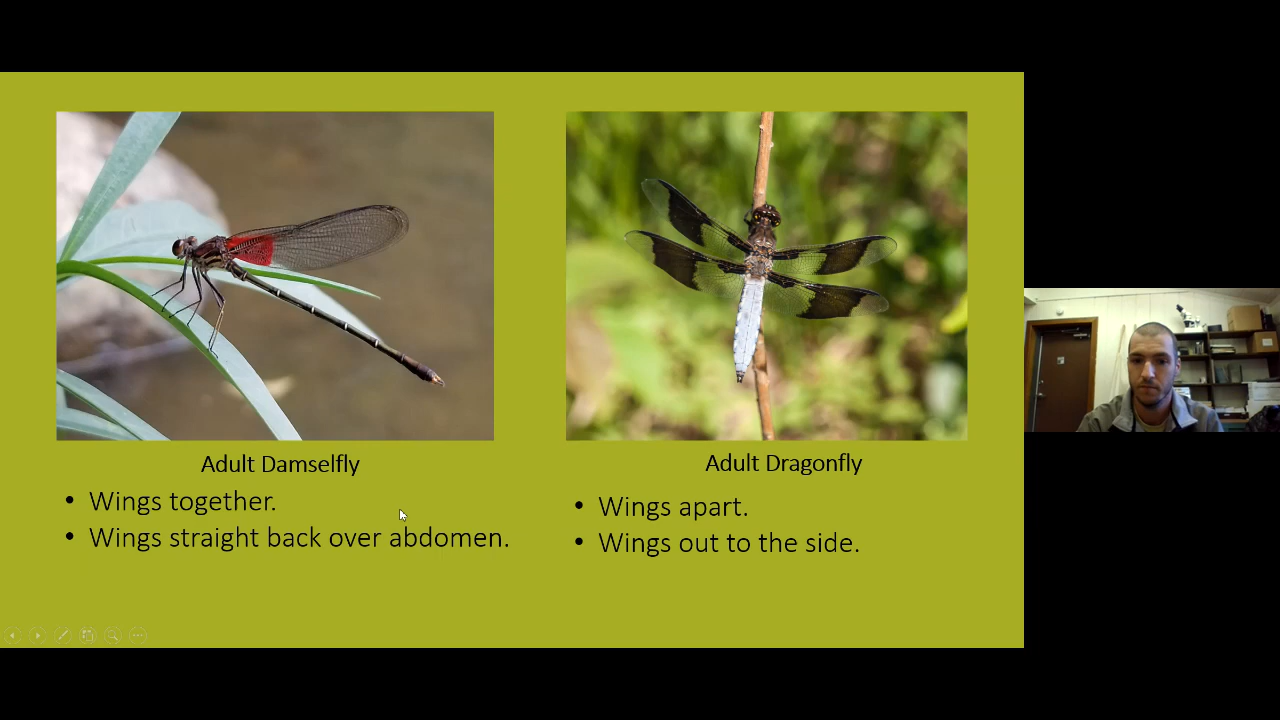 Adult Damselfly
• Wings together.
• Wings straight back over abdomen.
Adult Dragonfly
• Wings apart.
• Wings out to the side.